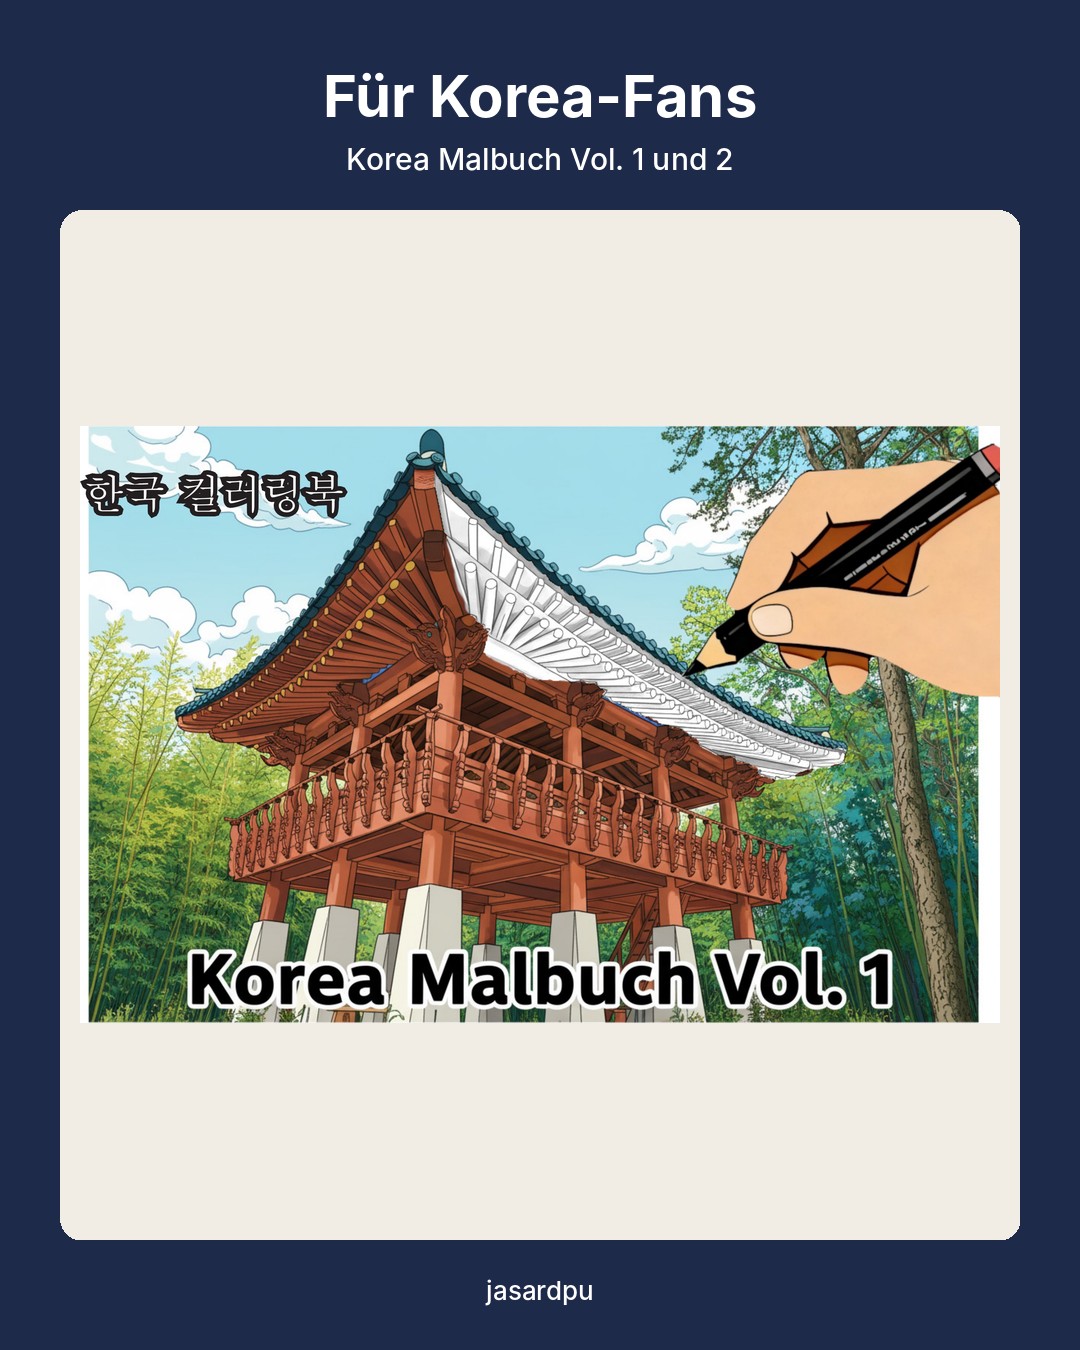 Für Korea-Fans
Korea Malbuch Vol. 1 und 2
한국 컬러링북
Korea Malbuch Vol. 1
jasardpu